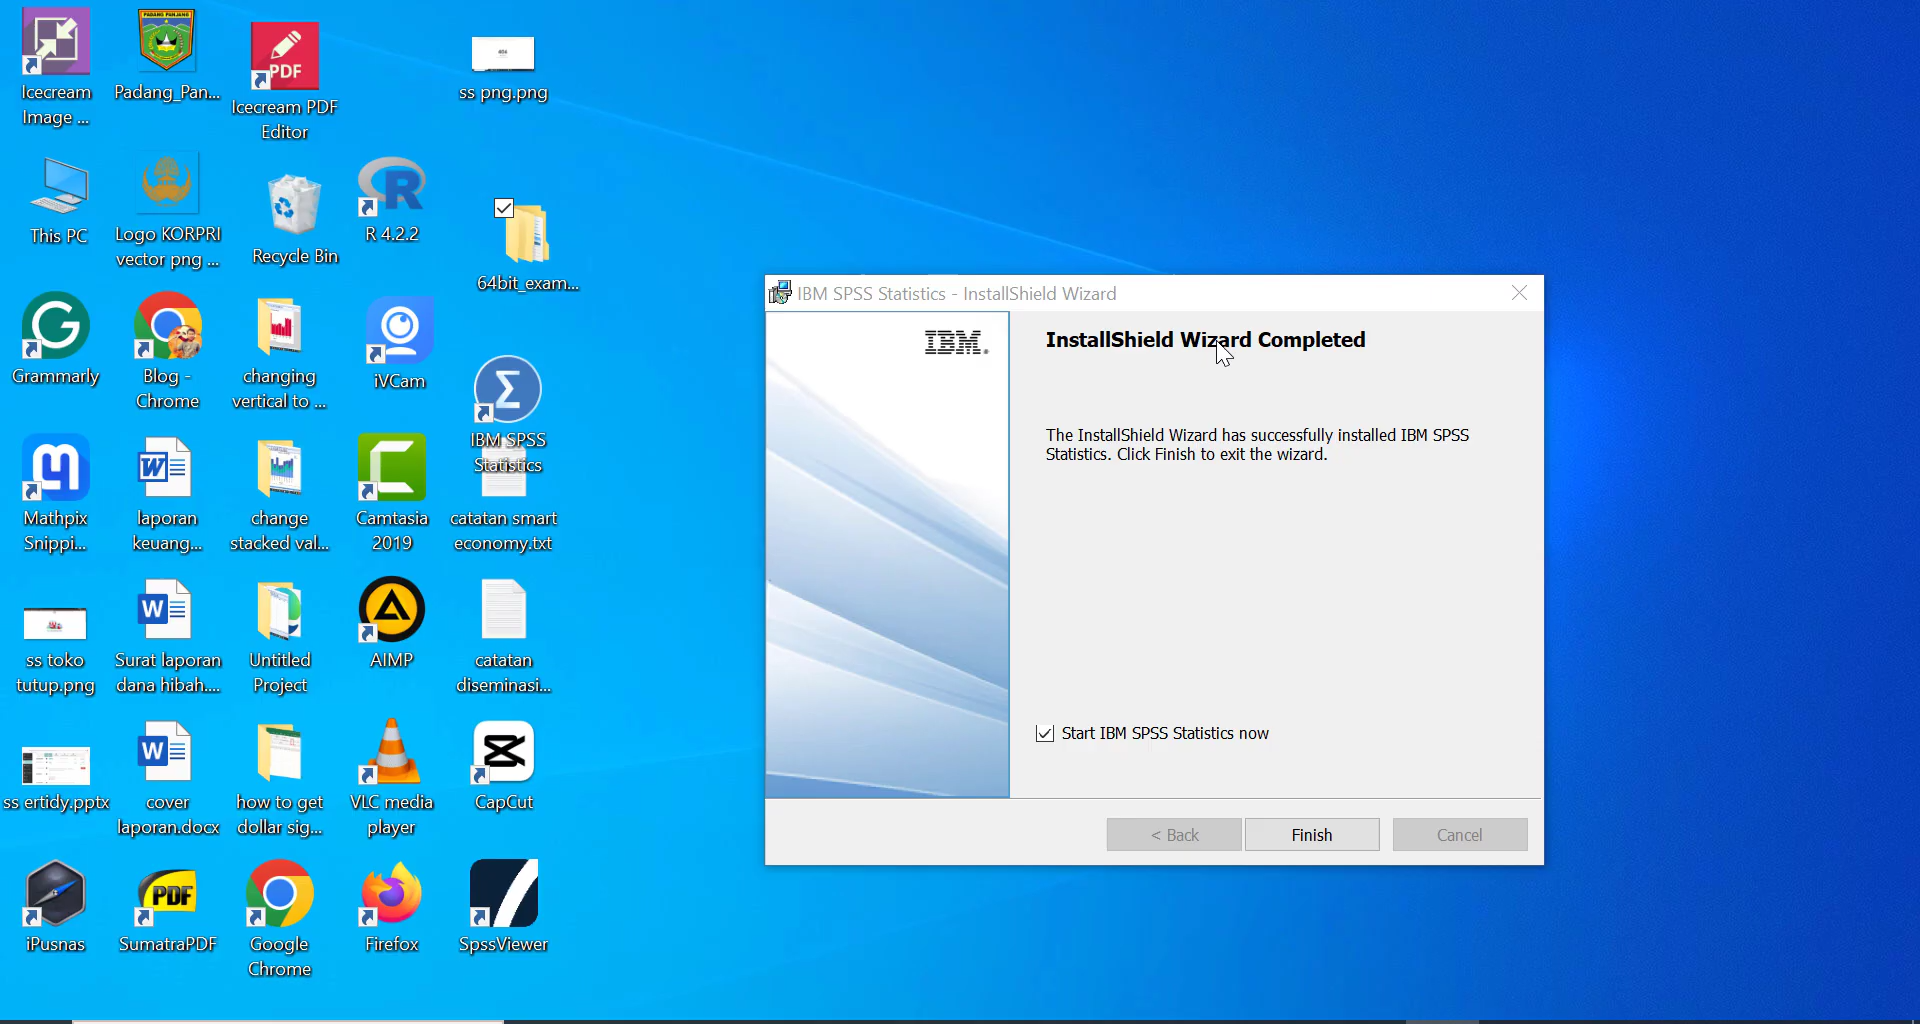 Icecream
Image ...
PADANG PANJANG
Padang_Pan...
PDF
Icecream PDF
Editor
406
ss png.png
This PC
Logo KORPRI
vector png ...
Recycle Bin
R 4.2.2
64bit_exam...
Grammarly
Blog -
Chrome
changing
vertical to ...
iVCam
IBM SPSS
Statistics
Mathpix
Snippi...
laporan
keuang...
change
stacked val...
Camtasia
2019
catatan smart
economy.txt
ss toko
tutup.png
Surat laporan
dana hibah....
Untitled
Project
AIMP
catatan
diseminasi...
ss ertidy.pptx
cover
laporan.docx
how to get
dollar sig...
VLC media
player
CapCut
iPusnas
PDF
SumatraPDF
Google
Chrome
Firefox
SpssViewer
IBM SPSS Statistics - InstallShield Wizard
IBM.
InstallShield Wizard Completed
The InstallShield Wizard has successfully installed IBM SPSS
Statistics. Click Finish to exit the wizard.
Start IBM SPSS Statistics now
< Back
Finish
Cancel